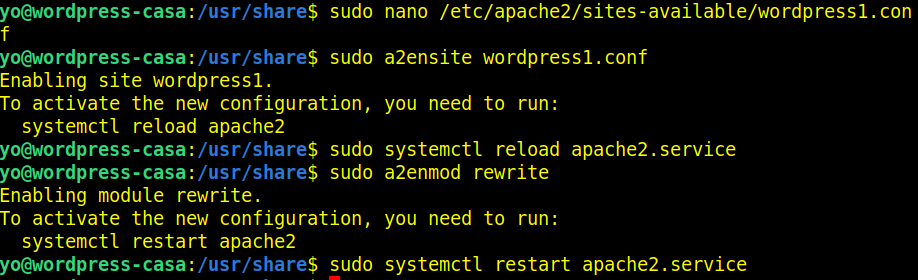 yo@wordpress-casa:/usr/share$ sudo nano /etc/apache2/sites-available/wordpress1.con
f
yo@wordpress-casa:/usr/share$ sudo a2ensite wordpress1.conf
Enabling site wordpress1.
To activate the new configuration, you need to run:
  systemctl reload apache2
yo@wordpress-casa:/usr/share$ sudo systemctl reload apache2.service
yo@wordpress-casa:/usr/share$ sudo a2enmod rewrite
Enabling module rewrite.
To activate the new configuration, you need to run:
  systemctl restart apache2
yo@wordpress-casa:/usr/share$ sudo systemctl restart apache2.service